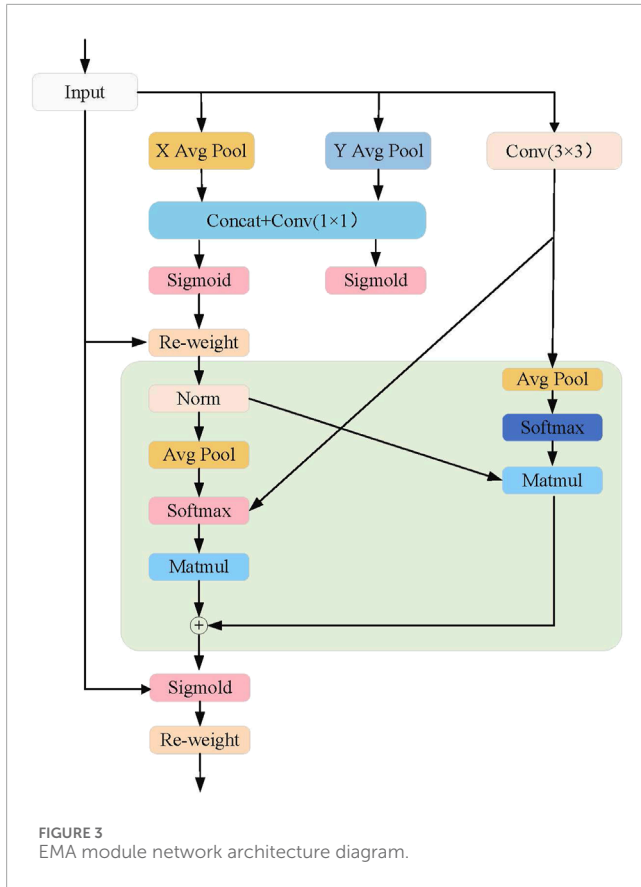 Input
X Avg Pool
Y Avg Pool
Conv(3×3）
Concat+Conv(1×1）
Sigmoid
Sigmold
Re-weight
Avg Pool
Norm
Softmax
Avg Pool
Matmul
Softmax
Matmul
+
Sigmold
Re-weight
FIGURE 3
EMA module network architecture diagram.